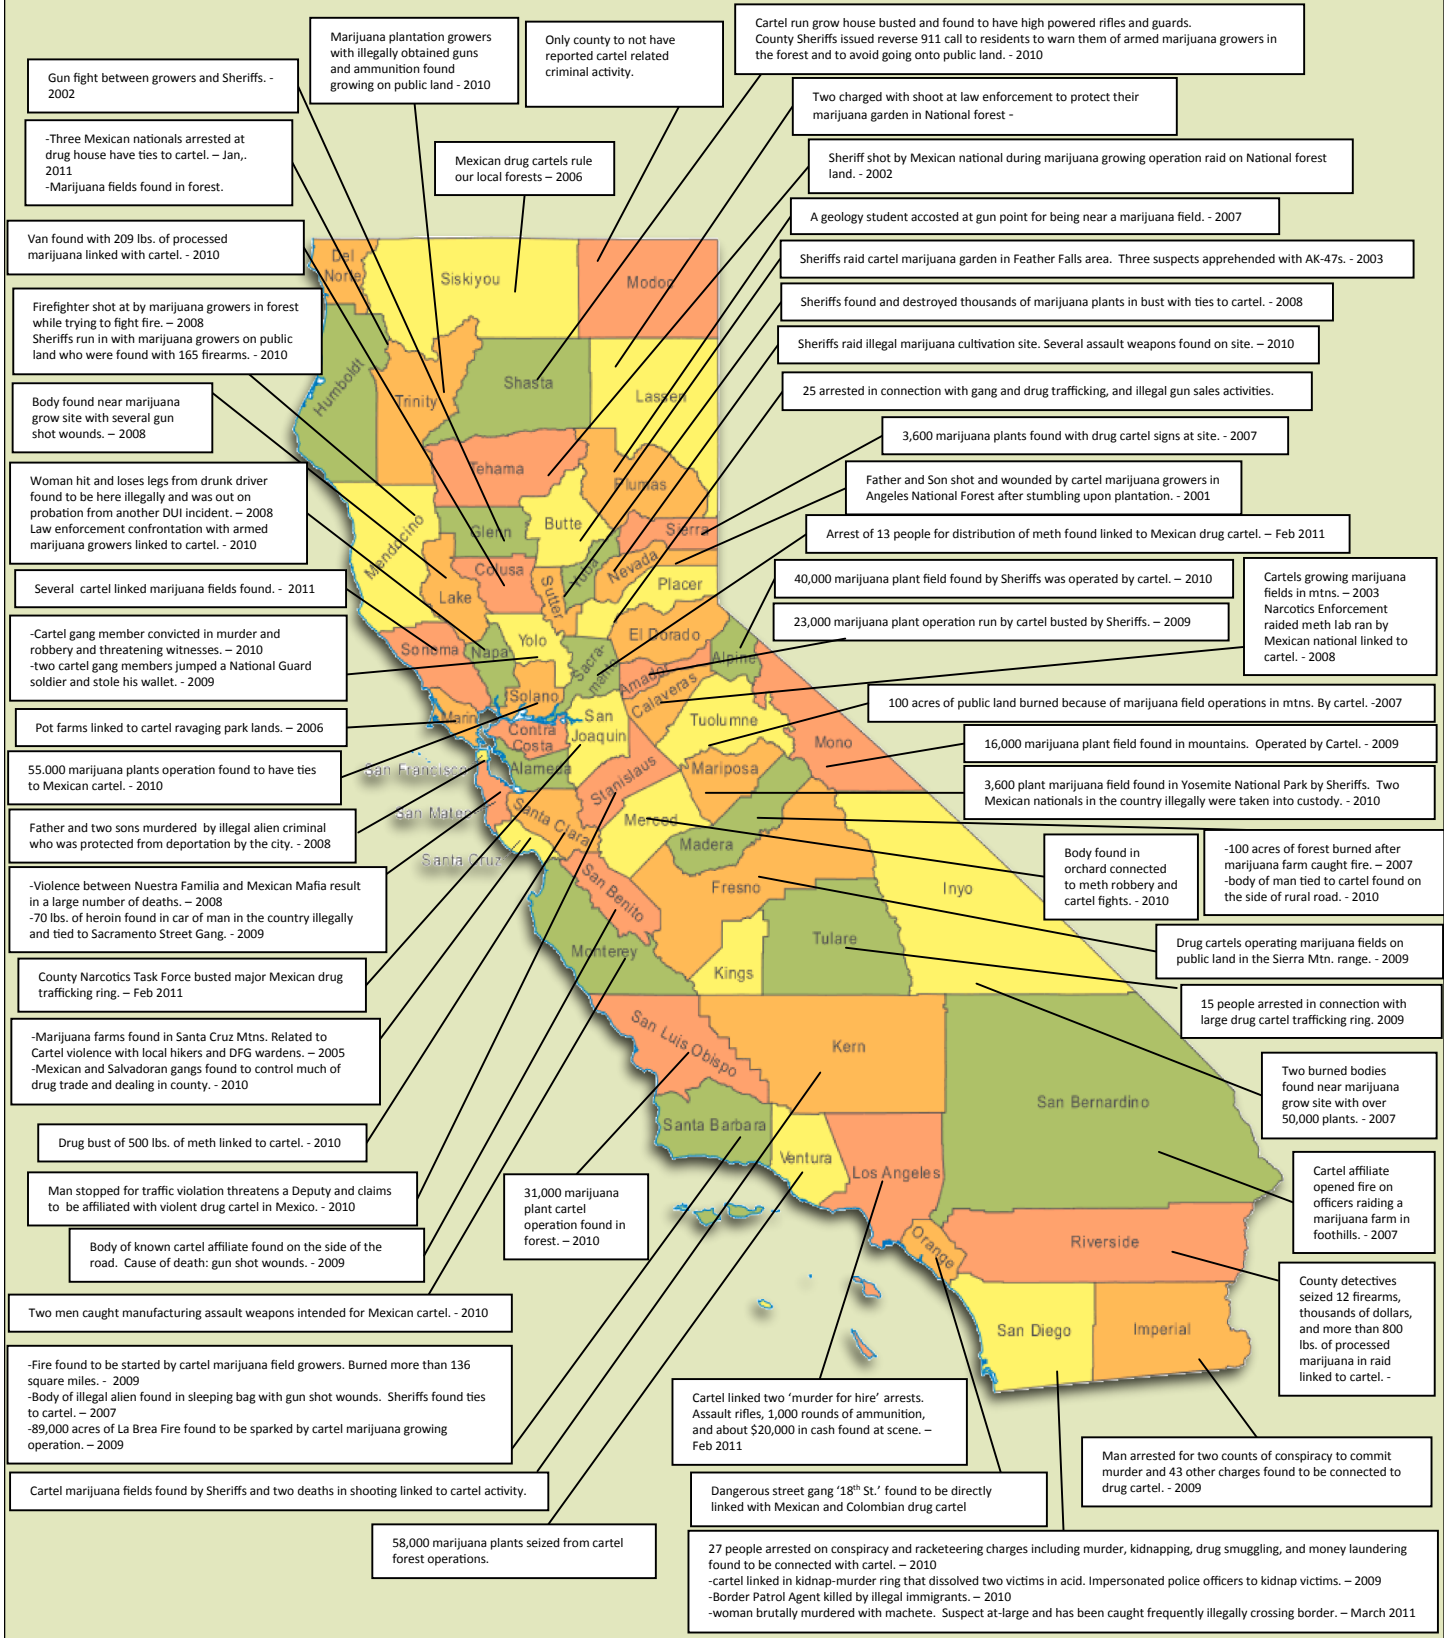 Cartel run grow house busted and found to have high powered rifles and guards.
County Sheriffs issued reverse 911 call to residents to warn them of armed marijuana growers in
the forest and to avoid going onto public land. - 2010
Marijuana plantation growers
with illegally obtained guns
and ammunition found
growing on public land - 2010
Only county to not have
reported cartel related
criminal activity.
Gun fight between growers and Sheriffs. -
2002
Two charged with shoot at law enforcement to protect their
marijuana garden in National forest -
-Three Mexican nationals arrested at
drug house have ties to cartel. – Jan,.
2011
-Marijuana fields found in forest.
Mexican drug cartels rule
our local forests – 2006
Sheriff shot by Mexican national during marijuana growing operation raid on National forest
land. - 2002
A geology student accosted at gun point for being near a marijuana field. - 2007
Van found with 209 lbs. of processed
marijuana linked with cartel. - 2010
Sheriffs raid cartel marijuana garden in Feather Falls area. Three suspects apprehended with AK-47s. - 2003
Firefighter shot at by marijuana growers in forest
while trying to fight fire. – 2008
Sheriffs run in with marijuana growers on public
land who were found with 165 firearms. - 2010
Sheriffs found and destroyed thousands of marijuana plants in bust with ties to cartel. - 2008
Sheriffs raid illegal marijuana cultivation site. Several assault weapons found on site. – 2010
25 arrested in connection with gang and drug trafficking, and illegal gun sales activities.
Body found near marijuana
grow site with several gun
shot wounds. – 2008
3,600 marijuana plants found with drug cartel signs at site. - 2007
Woman hit and loses legs from drunk driver
found to be here illegally and was out on
probation from another DUI incident. – 2008
Law enforcement confrontation with armed
marijuana growers linked to cartel. - 2010
Father and Son shot and wounded by cartel marijuana growers in
Angeles National Forest after stumbling upon plantation. - 2001
Arrest of 13 people for distribution of meth found linked to Mexican drug cartel. – Feb 2011
Several cartel linked marijuana fields found. - 2011
40,000 marijuana plant field found by Sheriffs was operated by cartel. – 2010
23,000 marijuana plant operation run by cartel busted by Sheriffs. – 2009
Cartels growing marijuana
fields in mtns. – 2003
Narcotics Enforcement
raided meth lab ran by
Mexican national linked to
cartel. – 2008
-Cartel gang member convicted in murder and
robbery and threatening witnesses. – 2010
-two cartel gang members jumped a National Guard
soldier and stole his wallet. - 2009
100 acres of public land burned because of marijuana field operations in mtns. By cartel. -2007
Pot farms linked to cartel ravaging park lands. – 2006
16,000 marijuana plant field found in mountains. Operated by Cartel. - 2009
55.000 marijuana plants operation found to have ties
to Mexican cartel. - 2010
3,600 plant marijuana field found in Yosemite National Park by Sheriffs. Two
Mexican nationals in the country illegally were taken into custody. - 2010
Father and two sons murdered by illegal alien criminal
who was protected from deportation by the city. - 2008
Body found in
orchard connected
to meth robbery and
cartel fights. - 2010
-100 acres of forest burned after
marijuana farm caught fire. – 2007
-body of man tied to cartel found on
the side of rural road. - 2010
-Violence between Nuestra Familia and Mexican Mafia result
in a large number of deaths. – 2008
-70 lbs. of heroin found in car of man in the country illegally
and tied to Sacramento Street Gang. - 2009
Drug cartels operating marijuana fields on
public land in the Sierra Mtn. range. - 2009
County Narcotics Task Force busted major Mexican drug
trafficking ring. – Feb 2011
15 people arrested in connection with
large drug cartel trafficking ring. 2009
-Marijuana farms found in Santa Cruz Mtns. Related to
Cartel violence with local hikers and DFG wardens. – 2005
-Mexican and Salvadoran gangs found to control much of
drug trade and dealing in county. - 2010
Two burned bodies
found near marijuana
grow site with over
50,000 plants. - 2007
Drug bust of 500 lbs. of meth linked to cartel. - 2010
Cartel affiliate
opened fire on
officers raiding a
marijuana farm in
foothills. - 2007
Man stopped for traffic violation threatens a Deputy and claims
to be affiliated with violent drug cartel in Mexico. - 2010
31,000 marijuana
plant cartel
operation found in
forest. – 2010
Body of known cartel affiliate found on the side of the
road. Cause of death: gun shot wounds. - 2009
County detectives
seized 12 firearms,
thousands of dollars,
and more than 800
lbs. of processed
marijuana in raid
linked to cartel. -
Two men caught manufacturing assault weapons intended for Mexican cartel. - 2010
-Fire found to be started by cartel marijuana field growers. Burned more than 136
square miles. - 2009
-Body of illegal alien found in sleeping bag with gun shot wounds. Sheriffs found ties
to cartel. – 2007
-89,000 acres of La Brea Fire found to be sparked by cartel marijuana growing
operation. – 2009
Cartel linked two ‘murder for hire’ arrests.
Assault rifles, 1,000 rounds of ammunition,
and about $20,000 in cash found at scene. –
Feb 2011
Man arrested for two counts of conspiracy to commit
murder and 43 other charges found to be connected to
drug cartel. - 2009
Cartel marijuana fields found by Sheriffs and two deaths in shooting linked to cartel activity.
Dangerous street gang ‘18th St.’ found to be directly
linked with Mexican and Colombian drug cartel
58,000 marijuana plants seized from cartel
forest operations.
27 people arrested on conspiracy and racketeering charges including murder, kidnapping, drug smuggling, and money laundering
found to be connected with cartel. – 2010
-cartel linked in kidnap-murder ring that dissolved two victims in acid. Impersonated police officers to kidnap victims. – 2009
-Border Patrol Agent killed by illegal immigrants. – 2010
-woman brutally murdered with machete. Suspect at-large and has been caught frequently illegally crossing border. – March 2011
Del
Norte
Siskiyou
Modoc
Humboldt
Trinity
Shasta
Lassen
Tehama
Plumas
Mendocino
Glenn
Butte
Sierra
Colusa
Yuba
Nevada
Lake
Sutter
Placer
Sonoma
Napa
Yolo
Sacra-
mento
El Dorado
Alpine
Amador
Calaveras
Solano
Marin
Contra
Costa
San
Joaquin
Tuolumne
Mono
San Francisco
Alameda
Stanislaus
Mariposa
San Mateo
Santa Clara
Merced
Madera
Santa Cruz
San Benito
Fresno
Inyo
Monterey
Kings
Tulare
San Luis Obispo
Kern
San Bernardino
Santa Barbara
Ventura
Los Angeles
Orange
Riverside
San Diego
Imperial